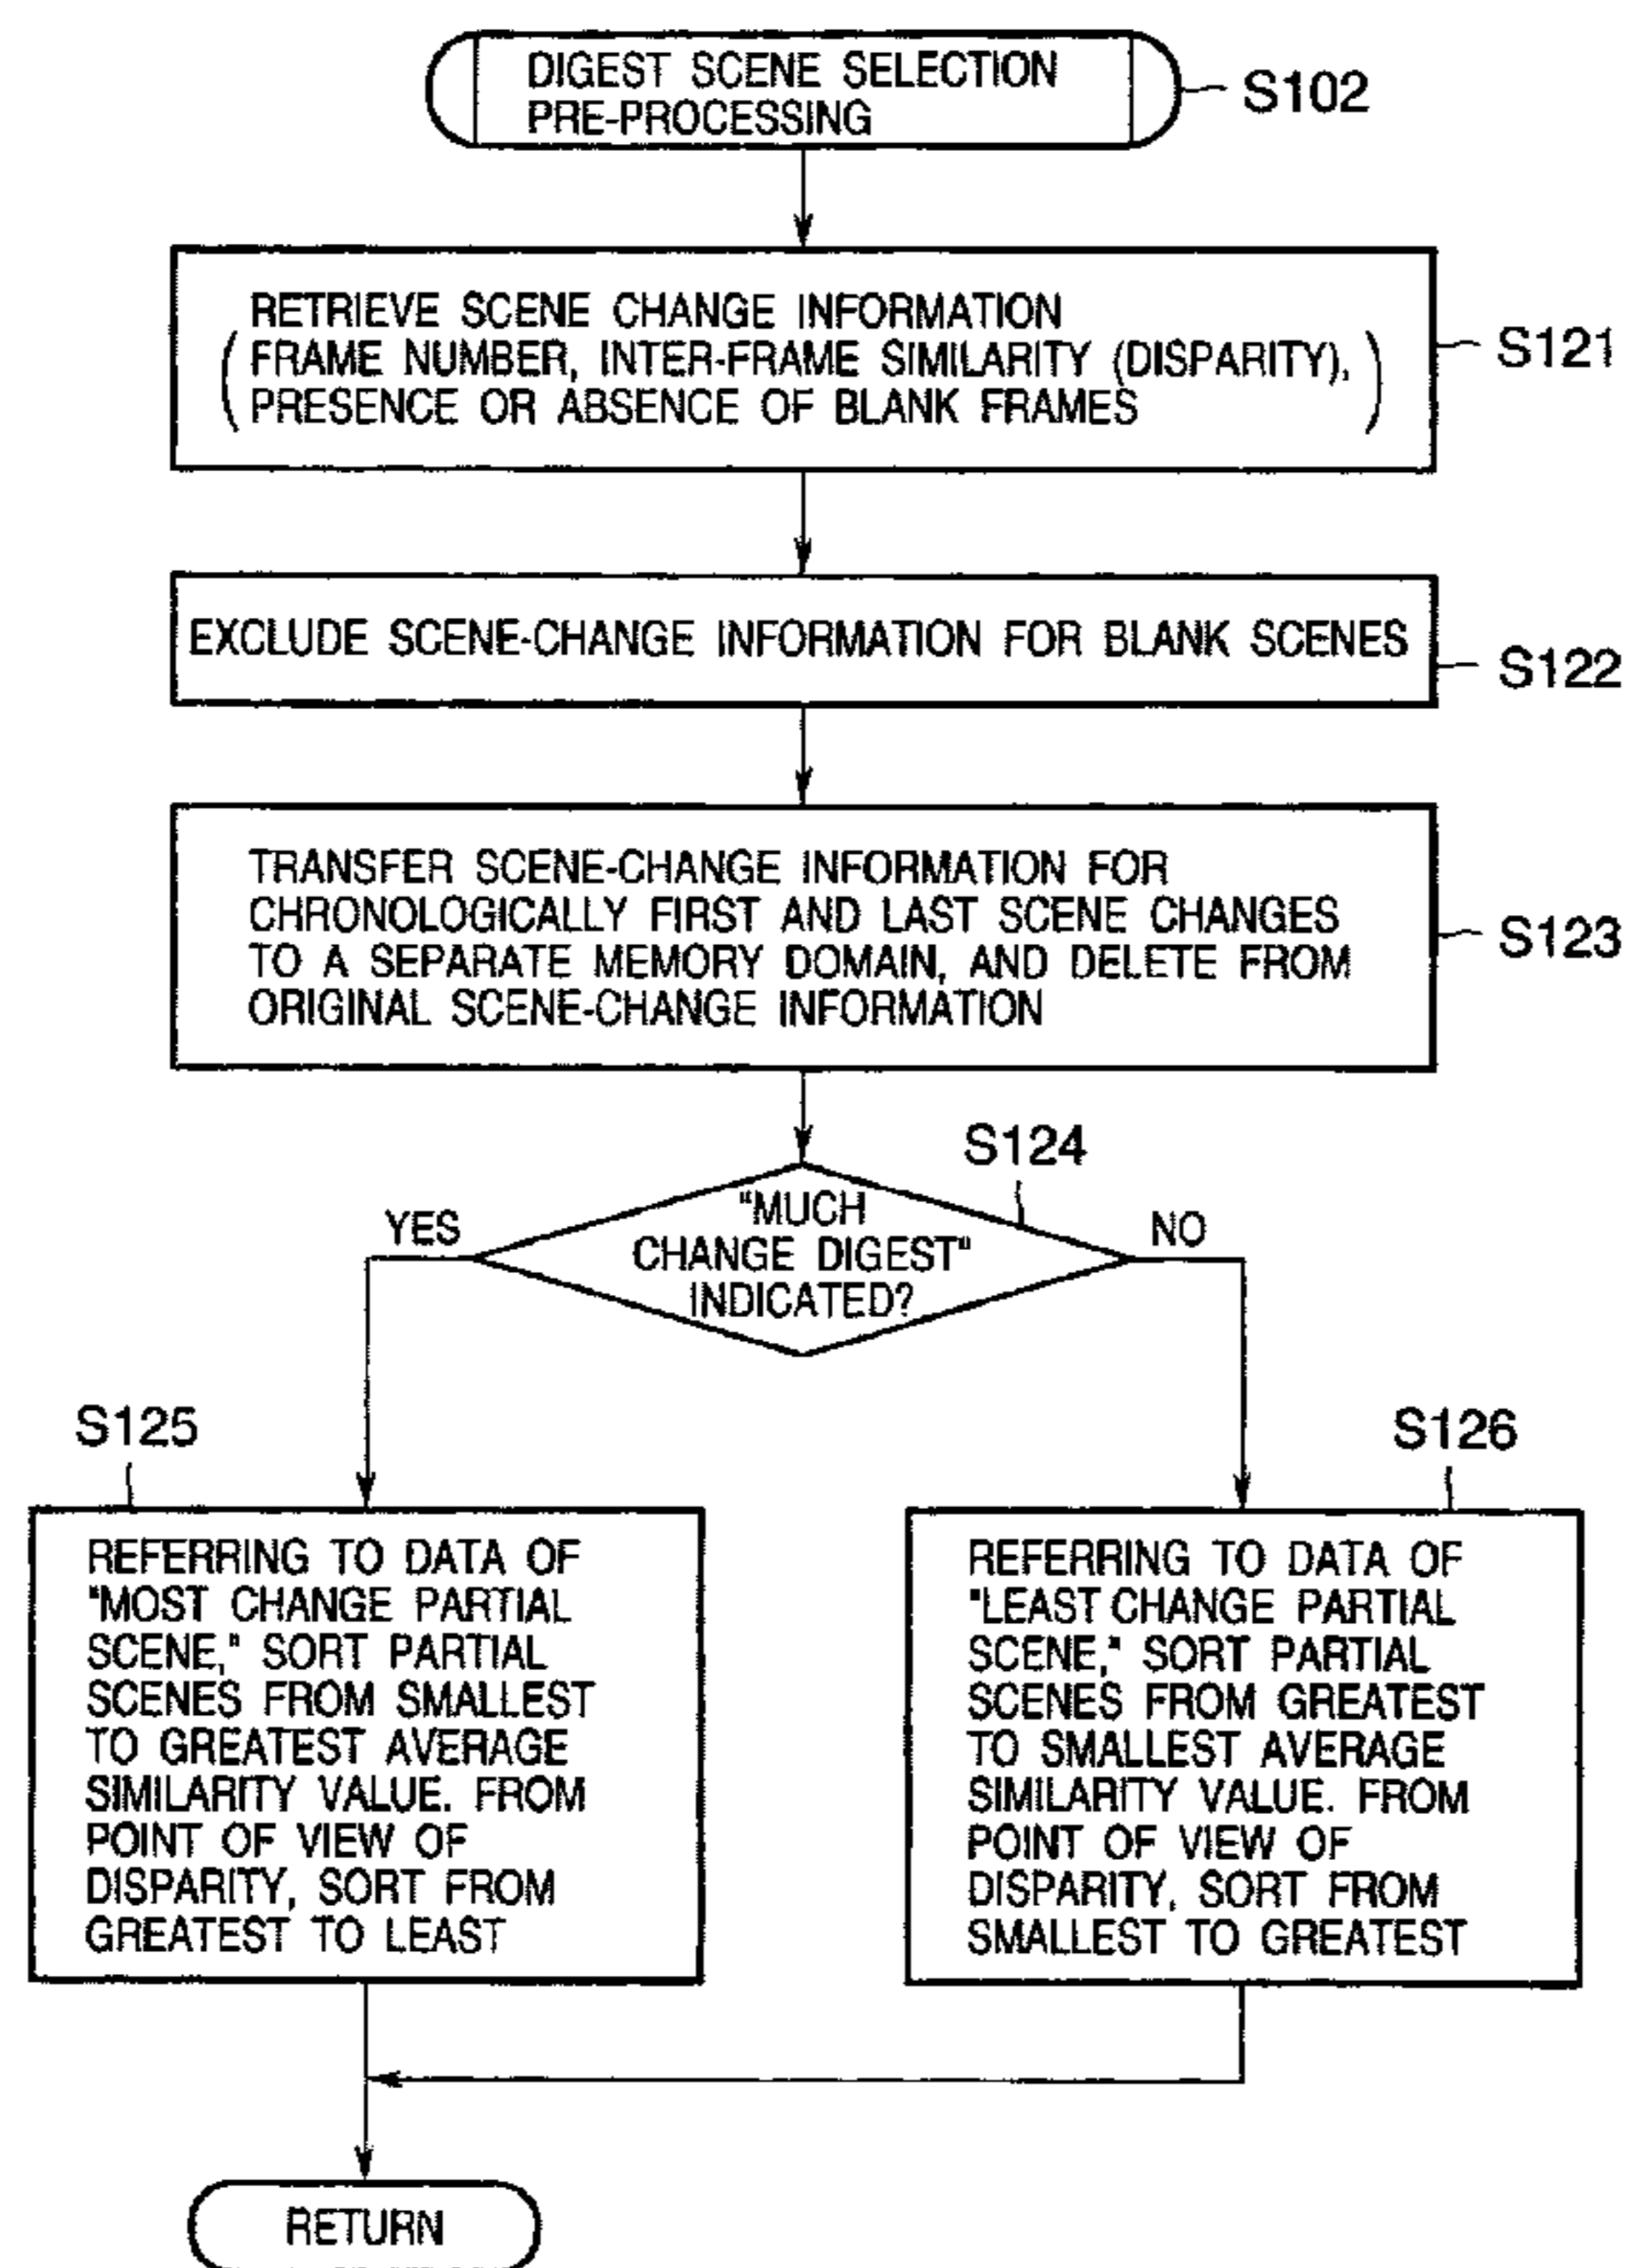 DIGEST SCENE SELECTION
PRE-PROCESSING
S102
RETRIEVE SCENE CHANGE INFORMATION
(FRAME NUMBER, INTER-FRAME SIMILARITY (DISPARITY),
PRESENCE OR ABSENCE OF BLANK FRAMES)
S121
EXCLUDE SCENE-CHANGE INFORMATION FOR BLANK SCENES
S122
TRANSFER SCENE-CHANGE INFORMATION FOR
CHRONOLOGICALLY FIRST AND LAST SCENE CHANGES
TO A SEPARATE MEMORY DOMAIN, AND DELETE FROM
ORIGINAL SCENE-CHANGE INFORMATION
S123
S124
"MUCH
CHANGE DIGEST"
INDICATED?
YES
NO
S125
REFERRING TO DATA OF
"MOST CHANGE PARTIAL
SCENE," SORT PARTIAL
SCENES FROM SMALLEST
TO GREATEST AVERAGE
SIMILARITY VALUE. FROM
POINT OF VIEW OF
DISPARITY, SORT FROM
GREATEST TO LEAST
S126
REFERRING TO DATA OF
"LEAST CHANGE PARTIAL
SCENE," SORT PARTIAL
SCENES FROM GREATEST
TO SMALLEST AVERAGE
SIMILARITY VALUE. FROM
POINT OF VIEW OF
DISPARITY, SORT FROM
SMALLEST TO GREATEST
RETURN